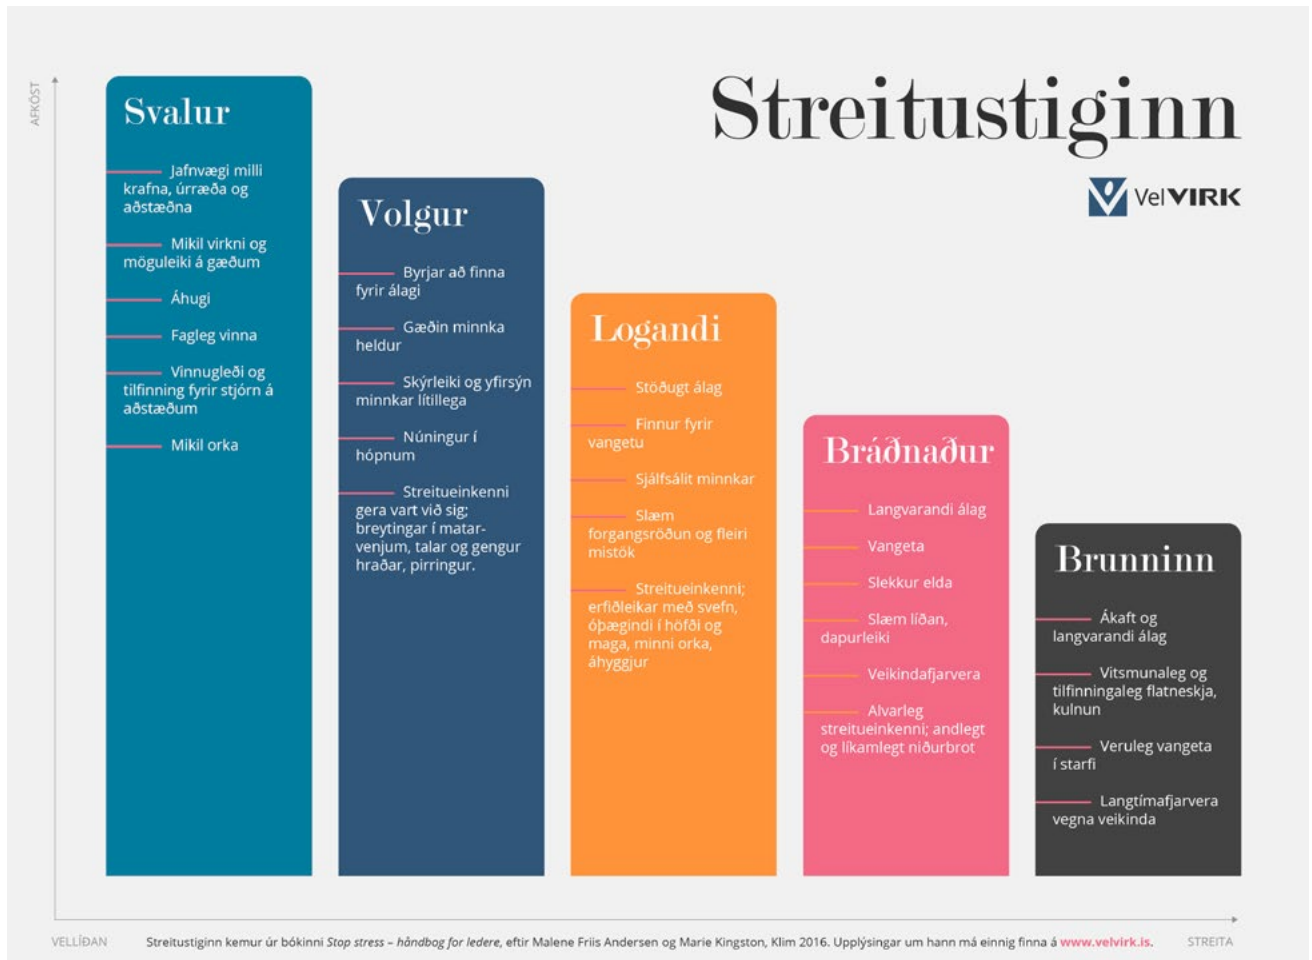 AFKÖST
Streitustiginn
VelVIRK
Svalur
Jafnvægi milli
krafna, úrræða og
aðstæðna
Mikil virkni og
möguleiki á gæðum
Áhugi
Fagleg vinna
Vinnugleði og
tilfinning fyrir stjórn á
aðstæðum
Mikil orka
Volgur
Byrjar að finna
fyrir álagi
Gæðin minnka
heldur
Skýrleiki og yfirsýn
minnkar lítillega
Núningur í
hópnum
Streitueinkenni
gera vart við sig;
breytingar í matar-
venjum, talar og gengur
hraðar, pirringur.
Logandi
Stöðugt álag
Finnur fyrir
vangetu
Sjálfsálit minnkar
Slæm
forgangsröðun og fleiri
mistök
Streitueinkenni;
erfiðleikar með svefn,
óþægindi í höfði og
maga, minni orka,
áhyggjur
Bráðnaður
Langvarandi álag
Vangeta
Slekkur elda
Slæm líðan,
dapurleiki
Veikindafjarvera
Alvarleg
streitueinkenni; andlegt
og líkamlegt niðurbrot
Brunninn
Ákaft og
langvarandi álag
Vitsmunaleg og
tilfinningaleg flatneskja,
kulnun
Veruleg vangeta
í starfi
Langtímafjarvera
vegna veikinda
VELLÍÐAN
Streitustiginn kemur úr bókinni Stop stress – håndbog for ledere, eftir Malene Friis Andersen og Marie Kingston, Klim 2016. Upplýsingar um hann má einnig finna á www.velvirk.is.
STREITA